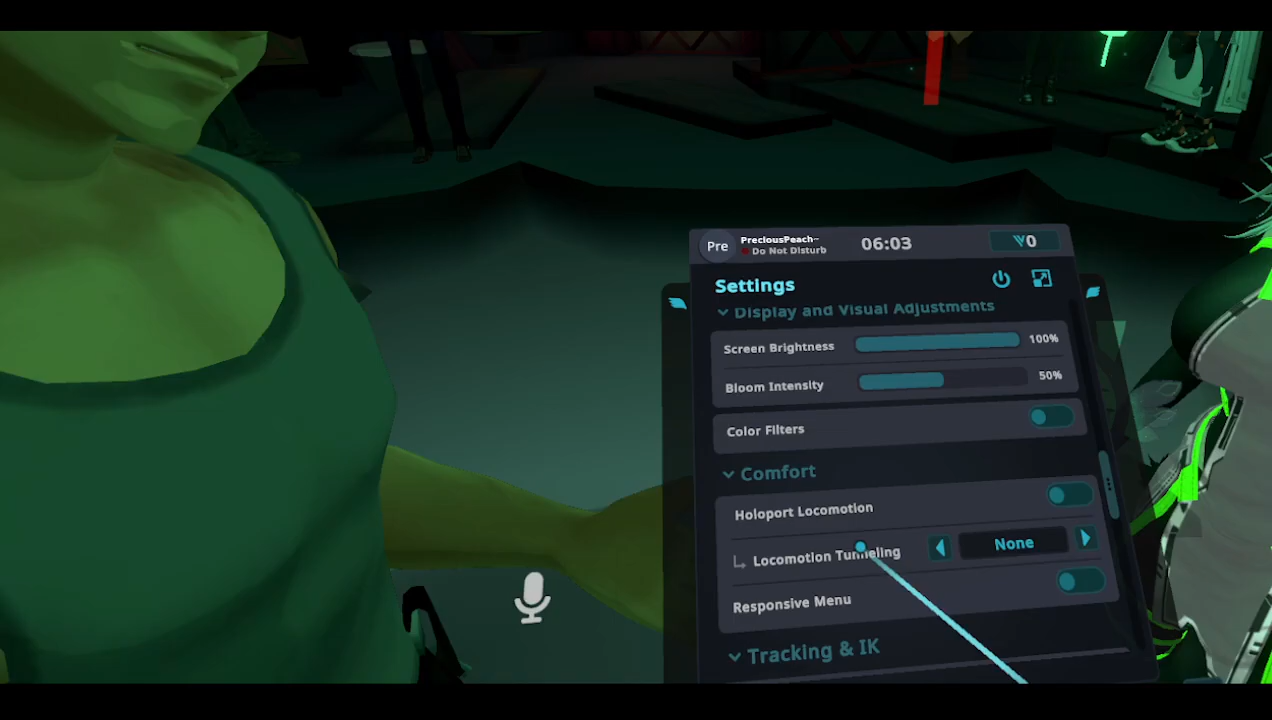 Pre
PreciousPeach~
Do Not Disturb
06:03
0
Settings
Display and Visual Adjustments
Screen Brightness
100%
Bloom Intensity
50%
Color Filters
Comfort
Holoport Locomotion
Locomotion Tunneling
None
Responsive Menu
Tracking & IK